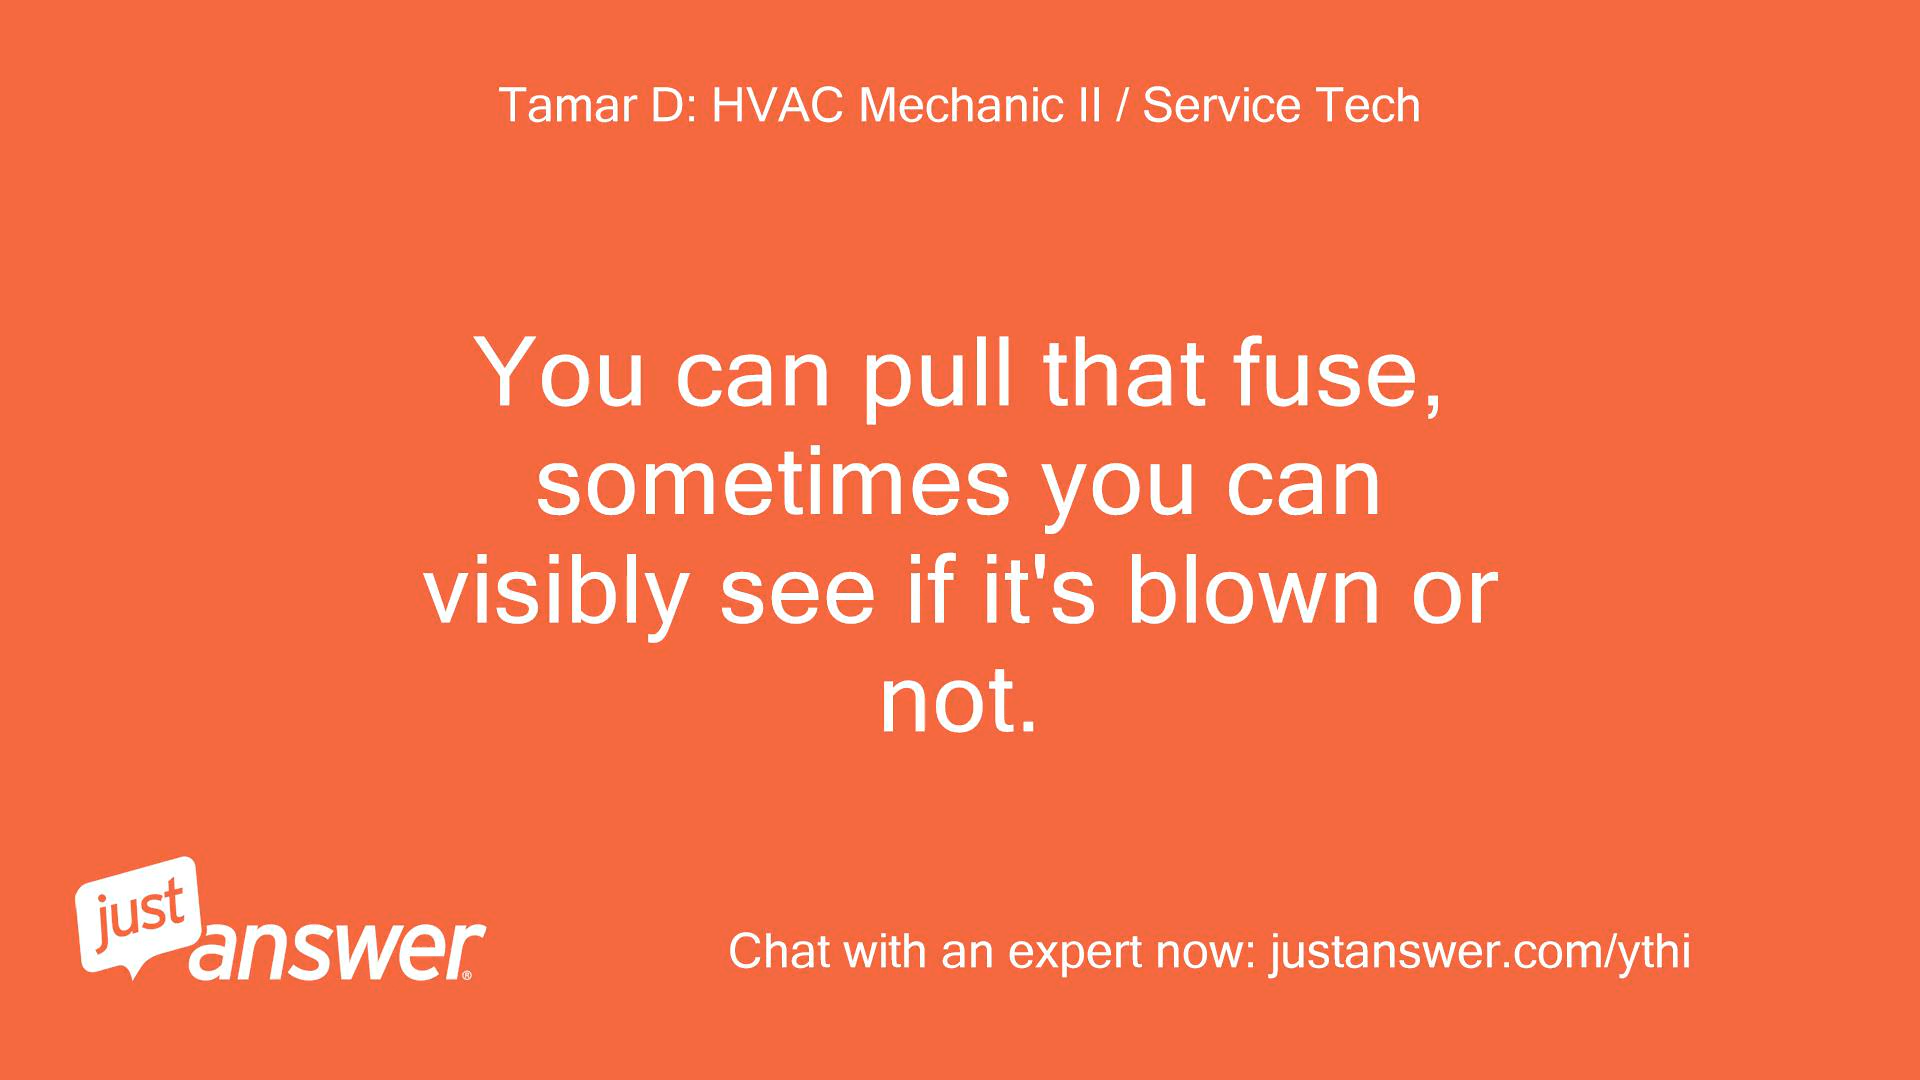 Tamar D: HVAC Mechanic II / Service Tech
You can pull that fuse,
sometimes you can
visibly see if it's blown or
not.
just
answer®
Chat with an expert now: justanswer.com/ythi